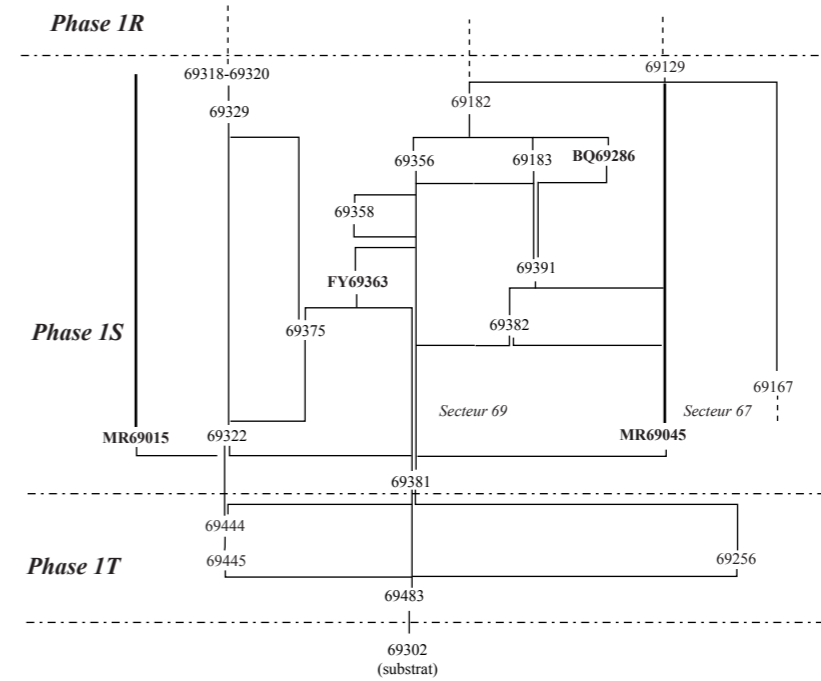 Phase 1R
69318-69320
69129
69329
69182
69356
69183
BQ69286
69358
69391
FY69363
69382
69375
Phase 1S
69167
Secteur 69
Secteur 67
MR69015
69322
MR69045
69381
69444
69445
69256
Phase 1T
69483
69302
(substrat)